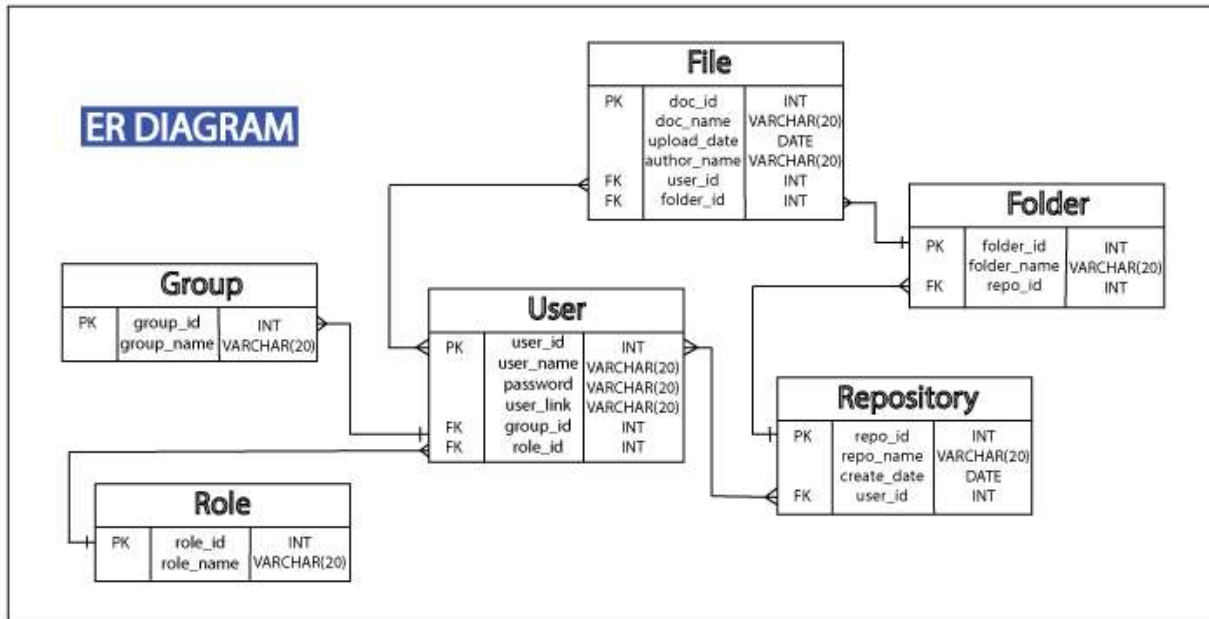 ER DIAGRAM
File
PK doc_id INT
doc_name VARCHAR(20)
upload_date DATE
author_name VARCHAR(20)
FK user_id INT
FK folder_id INT
Folder
PK folder_id INT
folder_name VARCHAR(20)
FK repo_id INT
Group
PK group_id INT
group_name VARCHAR(20)
User
PK user_id INT
user_name VARCHAR(20)
password VARCHAR(20)
user_link VARCHAR(20)
FK group_id INT
FK role_id INT
Repository
PK repo_id INT
repo_name VARCHAR(20)
create_date DATE
FK user_id INT
Role
PK role_id INT
role_name VARCHAR(20)